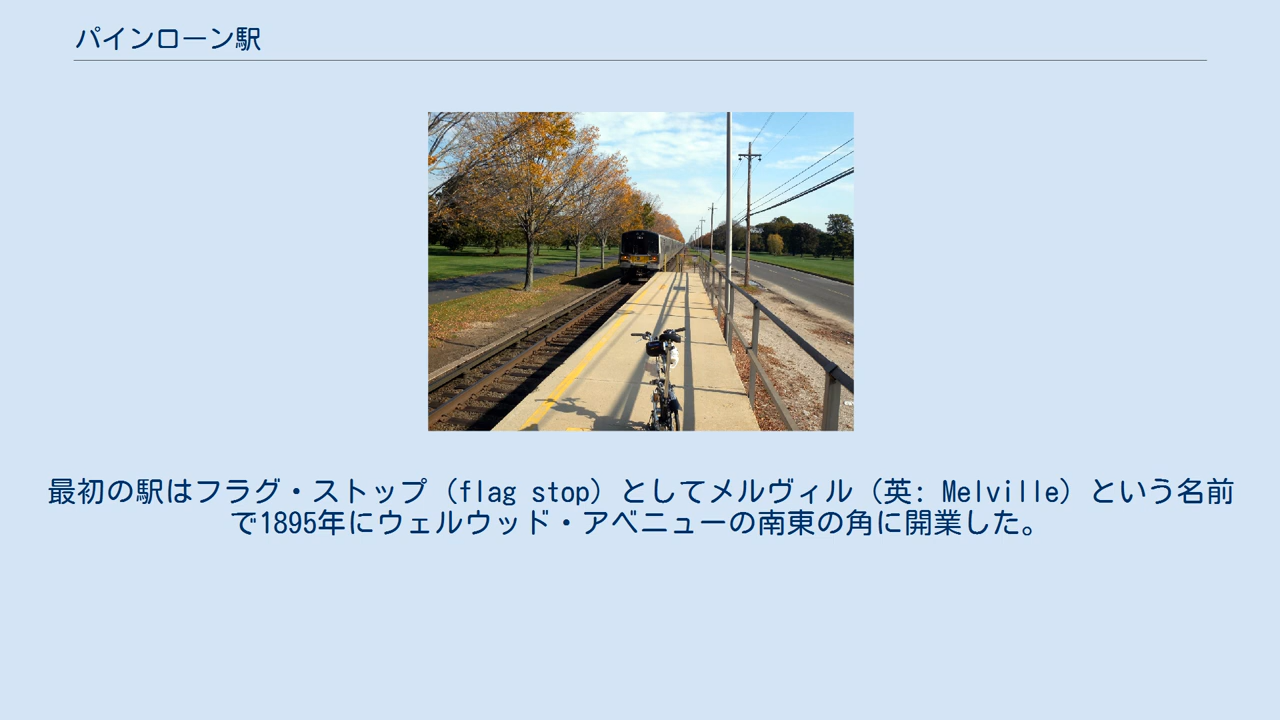 パインローン駅
最初の駅はフラグ・ストップ（flag stop）としてメルヴィル（英: Melville）という名前
で1895年にウェルウッド・アベニューの南東の角に開業した。